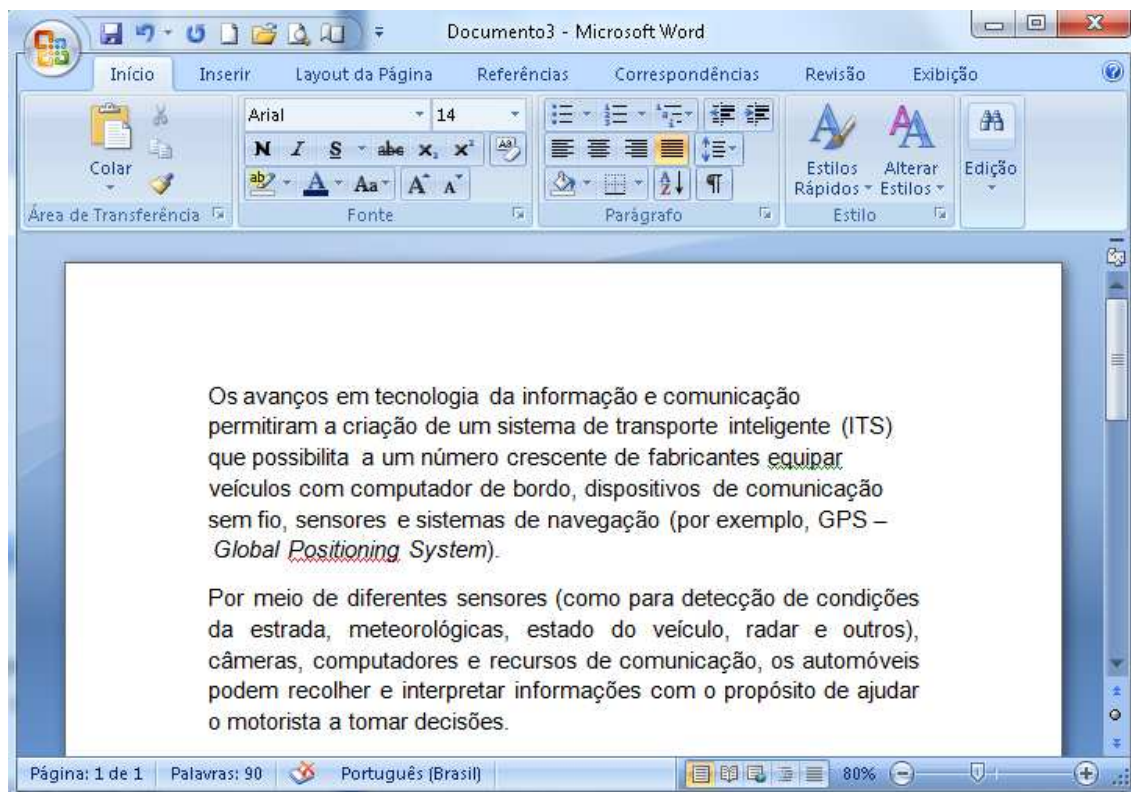 Documento3 - Microsoft Word
Início Inserir Layout da Página Referências Correspondências Revisão Exibição
Arial 14
N I S abc x₂ x² Aa
Colar
ab A Aa A A
A Z ¶
Estilos Rápidos
Alterar Estilos
Edição
Área de Transferência Fonte Parágrafo Estilo
Os avanços em tecnologia da informação e comunicação
permitiram a criação de um sistema de transporte inteligente (ITS)
que possibilita a um número crescente de fabricantes equipar
veículos com computador de bordo, dispositivos de comunicação
sem fio, sensores e sistemas de navegação (por exemplo, GPS –
Global Positioning System).
Por meio de diferentes sensores (como para detecção de condições
da estrada, meteorológicas, estado do veículo, radar e outros),
câmeras, computadores e recursos de comunicação, os automóveis
podem recolher e interpretar informações com o propósito de ajudar
o motorista a tomar decisões.
Página: 1 de 1 Palavras: 90 Português (Brasil) 80%